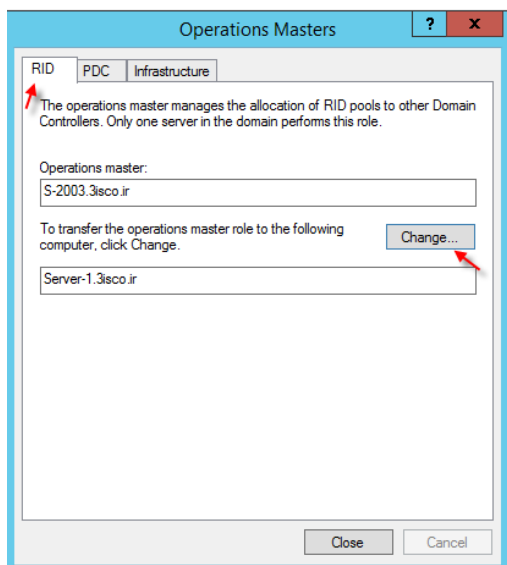 Operations Masters
? x
RID PDC Infrastructure
The operations master manages the allocation of RID pools to other Domain
Controllers. Only one server in the domain performs this role.
Operations master:
S-2003.3isco.ir
To transfer the operations master role to the following
computer, click Change.
Change...
Server-1.3isco.ir
Close Cancel